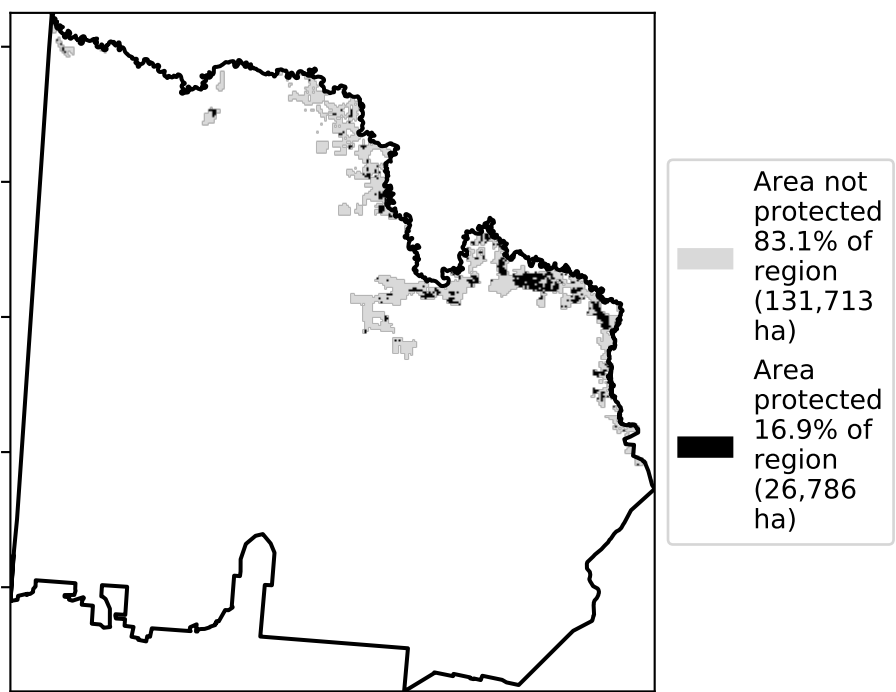 Area not
protected
83.1% of
region
(131,713
ha)
Area
protected
16.9% of
region
(26,786
ha)